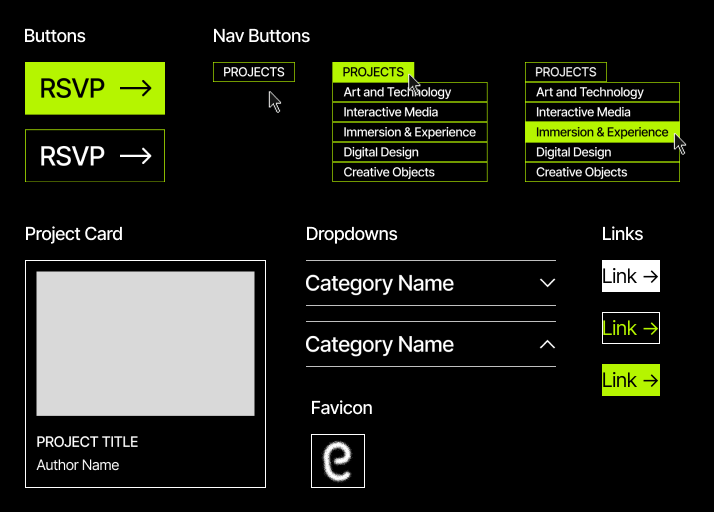 Buttons
Nav Buttons
RSVP →
RSVP →
PROJECTS
PROJECTS
Art and Technology
Interactive Media
Immersion & Experience
Digital Design
Creative Objects
PROJECTS
Art and Technology
Interactive Media
Immersion & Experience
Digital Design
Creative Objects
Project Card
PROJECT TITLE
Author Name
Dropdowns
Category Name
Category Name
Favicon
e
Links
Link →
Link →
Link →